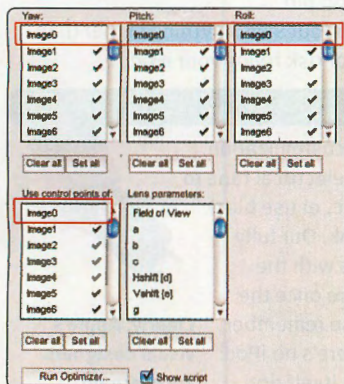 Yaw:
Image0
Image1
Image2
Image3
Image4
Image5
Image6
Clear all Set all
Pitch:
Image0
Image1
Image2
Image3
Image4
Image5
Image6
Clear all Set all
Roll:
Image0
Image1
Image2
Image3
Image4
Image5
Image6
Clear all Set all
Use control points of:
Image0
Image1
Image2
Image3
Image4
Image5
Image6
Clear all Set all
Lens parameters:
Field of View
a
b
c
Hshift [d]
Vshift [e]
g
Clear all Set all
Run Optimizer...
Show script